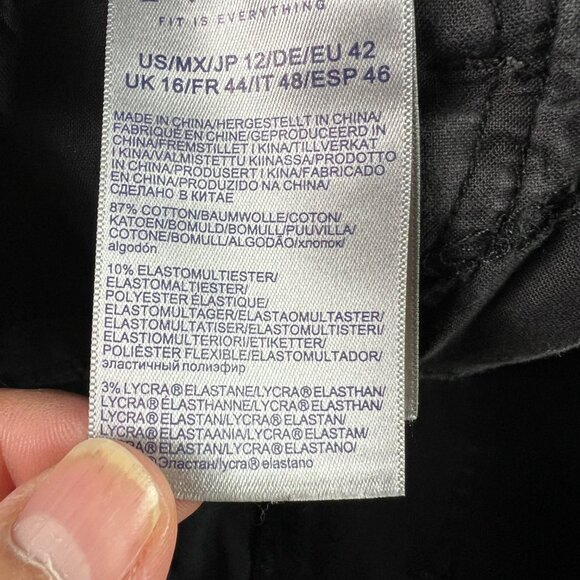 FIT IS EVERYTHING
US/MX/JP 12/DE/EU 42
UK 16/FR 44/IT 48/ESP 46
MADE IN CHINA/HERGESTELLT IN CHINA/
FABRIQUÉ EN CHINE/GEPRODUCEERD IN
CHINA/FREMSTILLET I KINA/TILLVERKAT
I KINA/VALMISTETTU KIINASSA/PRODOTTO
IN CINA/PRODUSERT I KINA/FABRICADO
EN CHINA/PRODUZIDO NA CHINA/
СДЕЛАНО В КИТАЕ
87% COTTON/BAUMWOLLE/COTON/
KATOEN/BOMULD/BOMULL/PUUVILLA/
COTONE/BOMULL/ALGODÃO/хлопок/
algodón
10% ELASTOMULTIESTER/
ELASTOMALTIESTER/
POLYESTER ÉLASTIQUE/
ELASTOMULTAGER/ELASTAOMULTASTER/
ELASTOMULTATISER/ELASTOMULTISTERI/
ELASTIOMULTERIORI/ETIKETTER/
POLIÉSTER FLEXIBLE/ELASTOMULTADOR/
эластичный полиэфир
3% LYCRA® ELASTANE/LYCRA® ELASTHAN/
LYCRA® ÉLASTHANNE/LYCRA® ELASTHAN/
LYCRA® ELASTAN/LYCRA® ELASTAN/
LYCRA® ELASTAANIA/LYCRA® ELASTAM/
LYCRA® ELASTAN/LYCRA® ELASTANO/
® Эластан/lycra® elastano